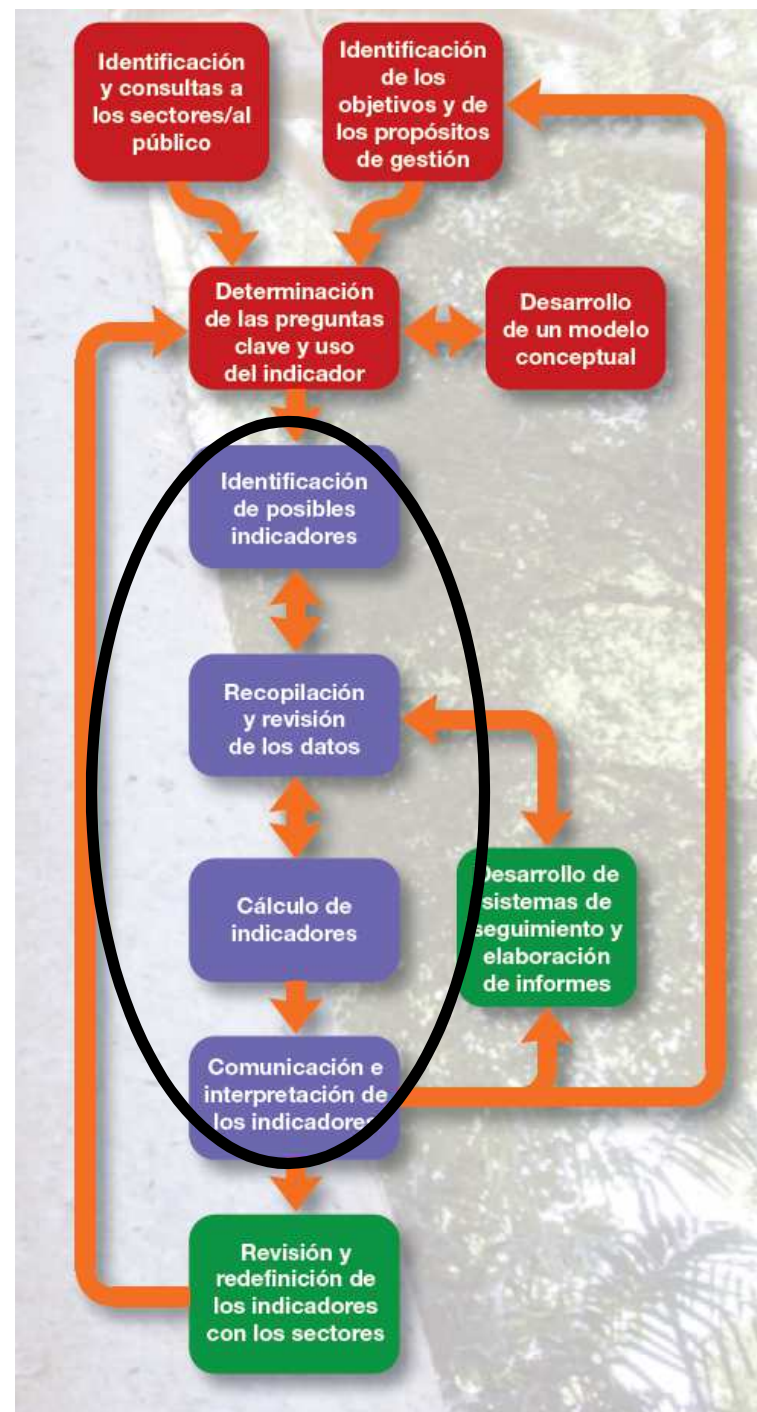 Identificación
y consultas a
los sectores/al
público
Identificación
de los
objetivos y de
los propósitos
de gestión
Determinación
de las preguntas
clave y uso
del indicador
Desarrollo
de un modelo
conceptual
Identificación
de posibles
indicadores
Recopilación
y revisión
de los datos
Cálculo de
indicadores
Desarrollo de
sistemas de
seguimiento y
elaboración
de informes
Comunicación e
interpretación de
los indicadores
Revisión y
redefinición de
los indicadores
con los sectores